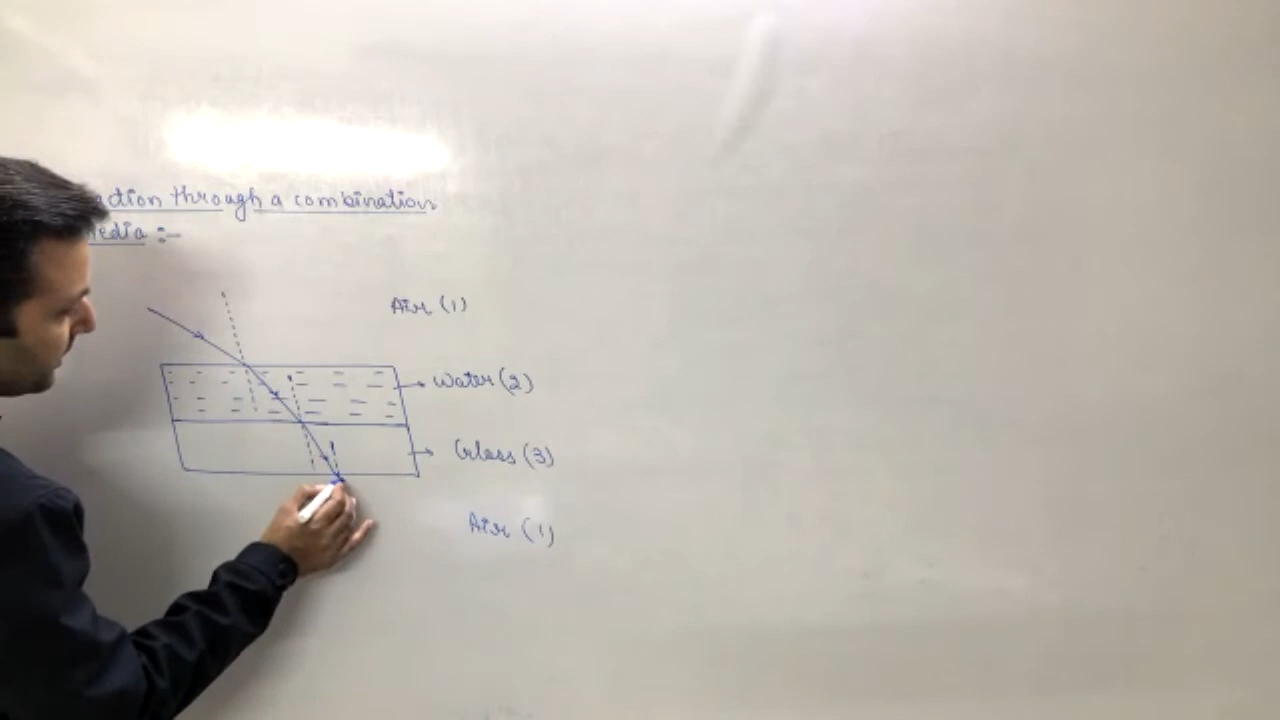 action through a combination
Media :-
Air (1)
Water (2)
Glass (3)
Air (1)